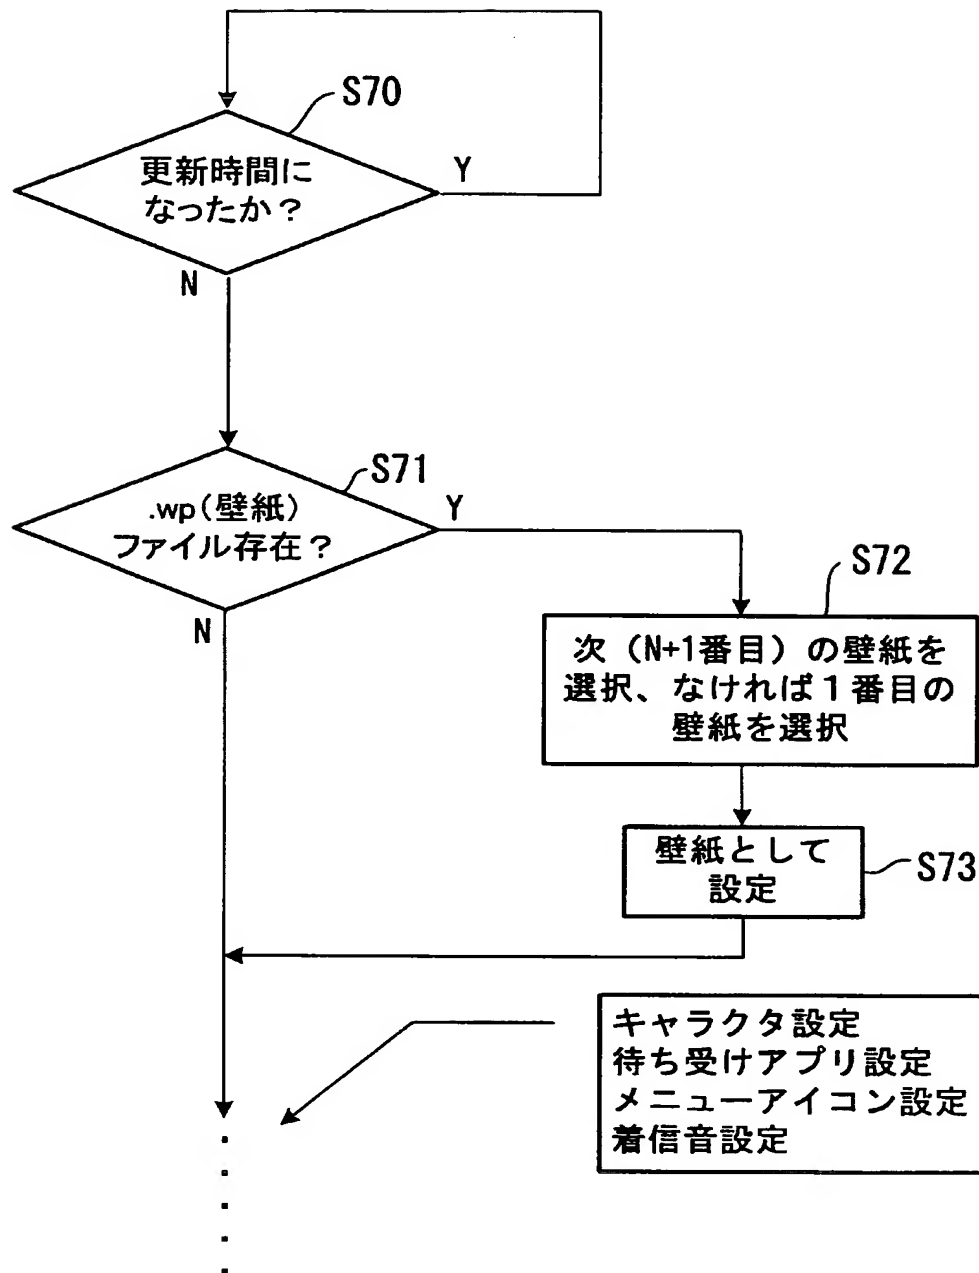 S70
更新時間に
なったか？
Y
N
S71
.wp(壁紙)
ファイル存在？
Y
N
S72
次（N+1番目）の壁紙を
選択、なければ１番目の
壁紙を選択
壁紙として
設定
S73
キャラクタ設定
待ち受けアプリ設定
メニューアイコン設定
着信音設定